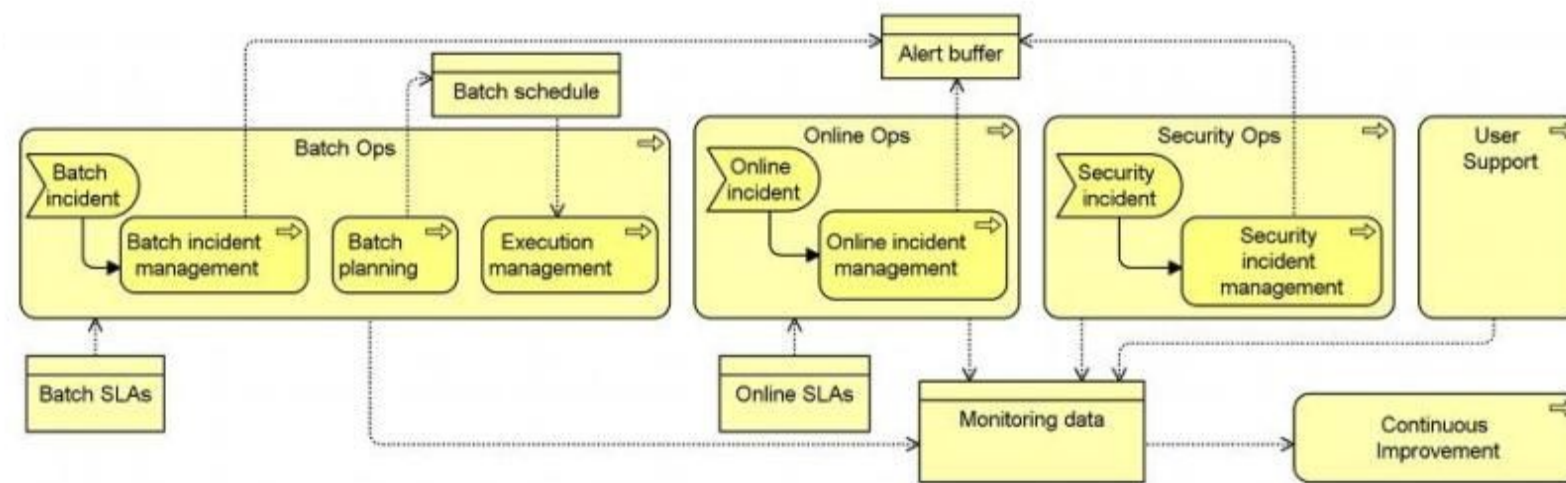 Alert buffer
Batch schedule
Batch Ops
Online Ops
Security Ops
User
Support
Batch
incident
Online
incident
Security
incident
Batch incident
management
Batch
planning
Execution
management
Online incident
management
Security
incident
management
Batch SLAs
Online SLAs
Monitoring data
Continuous
Improvement